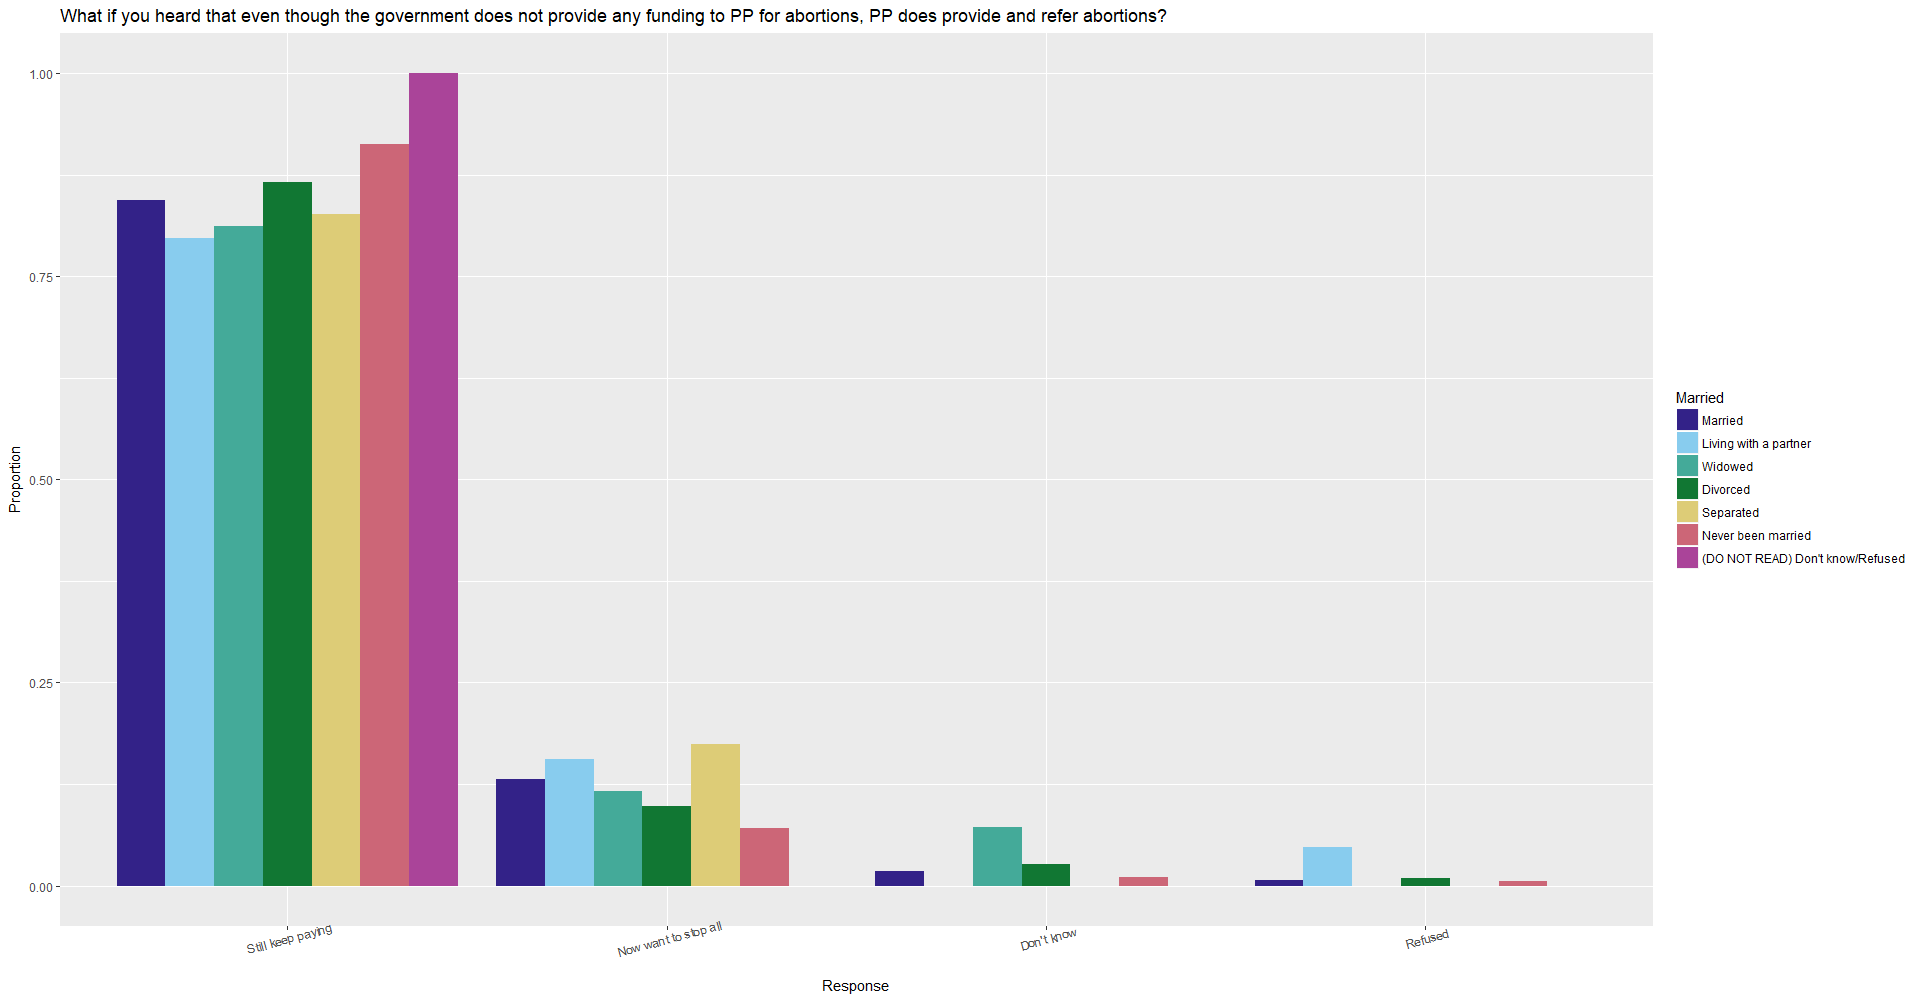 What if you heard that even though the government does not provide any funding to PP for abortions, PP does provide and refer abortions?
1.00
0.75
0.50
0.25
0.00
Proportion
Still keep paying
Now want to stop all
Don't know
Refused
Response
Married
Married
Living with a partner
Widowed
Divorced
Separated
Never been married
(DO NOT READ) Don't know/Refused